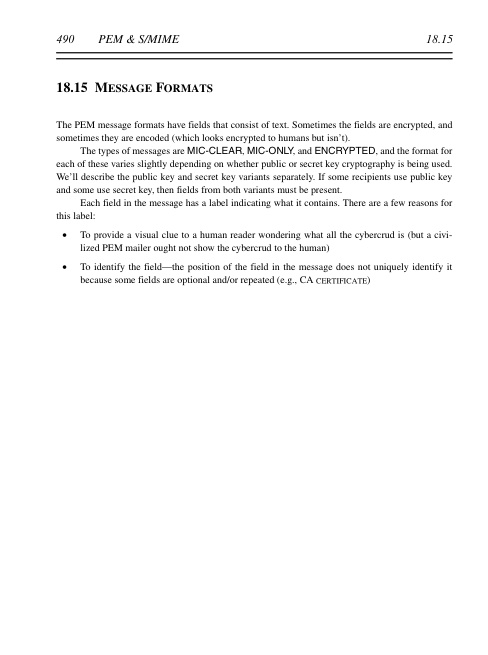 490 PEM & S/MIME 18.15
18.15 MESSAGE FORMATS
The PEM message formats have fields that consist of text. Sometimes the fields are encrypted, and
sometimes they are encoded (which looks encrypted to humans but isn't).
The types of messages are MIC-CLEAR, MIC-ONLY, and ENCRYPTED, and the format for
each of these varies slightly depending on whether public or secret key cryptography is being used.
We'll describe the public key and secret key variants separately. If some recipients use public key
and some use secret key, then fields from both variants must be present.
Each field in the message has a label indicating what it contains. There are a few reasons for
this label:
• To provide a visual clue to a human reader wondering what all the cybercrud is (but a civi-
lized PEM mailer ought not show the cybercrud to the human)
• To identify the field—the position of the field in the message does not uniquely identify it
because some fields are optional and/or repeated (e.g., CA CERTIFICATE)